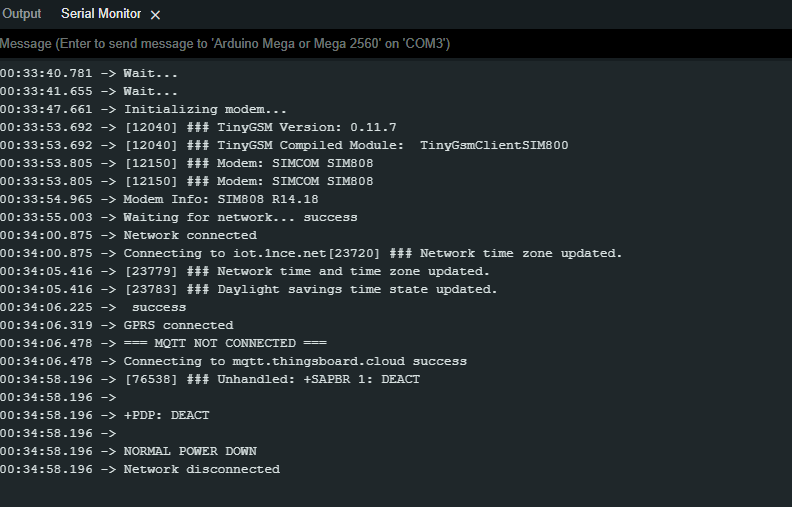 Output Serial Monitor
Message (Enter to send message to 'Arduino Mega or Mega 2560' on 'COM3')
00:33:40.781 -> Wait...
00:33:41.655 -> Wait...
00:33:47.661 -> Initializing modem...
00:33:53.692 -> [12040] ### TinyGSM Version: 0.11.7
00:33:53.692 -> [12040] ### TinyGSM Compiled Module:  TinyGsmClientSIM800
00:33:53.805 -> [12150] ### Modem: SIMCOM SIM808
00:33:53.805 -> [12150] ### Modem: SIMCOM SIM808
00:33:54.965 -> Modem Info: SIM808 R14.18
00:33:55.003 -> Waiting for network... success
00:34:00.875 -> Network connected
00:34:00.875 -> Connecting to iot.1nce.net[23720] ### Network time zone updated.
00:34:05.416 -> [23779] ### Network time and time zone updated.
00:34:05.416 -> [23783] ### Daylight savings time state updated.
00:34:06.225 ->  success
00:34:06.319 -> GPRS connected
00:34:06.478 -> === MQTT NOT CONNECTED ===
00:34:06.478 -> Connecting to mqtt.thingsboard.cloud success
00:34:58.196 -> [76538] ### Unhandled: +SAPBR 1: DEACT
00:34:58.196 ->
00:34:58.196 -> +PDP: DEACT
00:34:58.196 ->
00:34:58.196 -> NORMAL POWER DOWN
00:34:58.196 -> Network disconnected